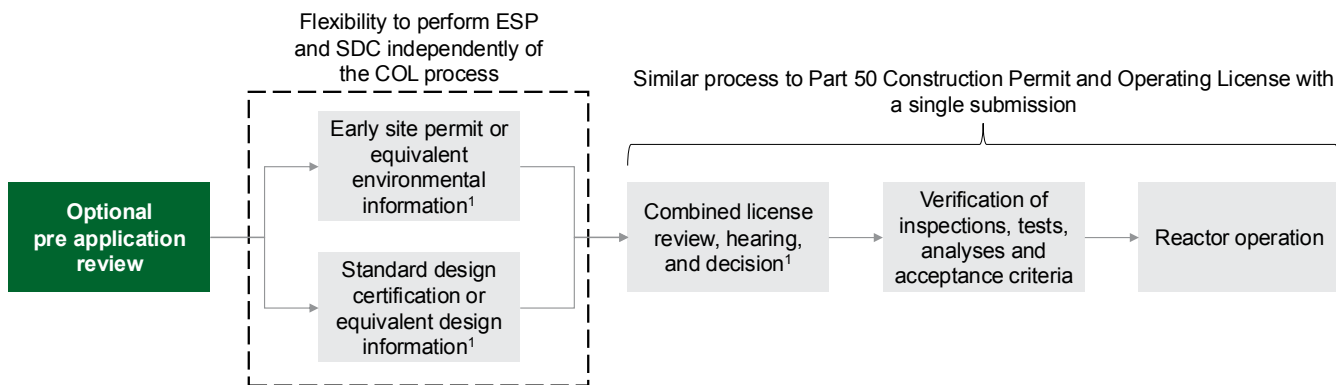 Flexibility to perform ESP
and SDC independently of
the COL process
Similar process to Part 50 Construction Permit and Operating License with
a single submission
Optional
pre application
review
Early site permit or
equivalent
environmental
information¹
Standard design
certification or
equivalent design
information¹
Combined license
review, hearing,
and decision¹
Verification of
inspections, tests,
analyses and
acceptance criteria
Reactor operation